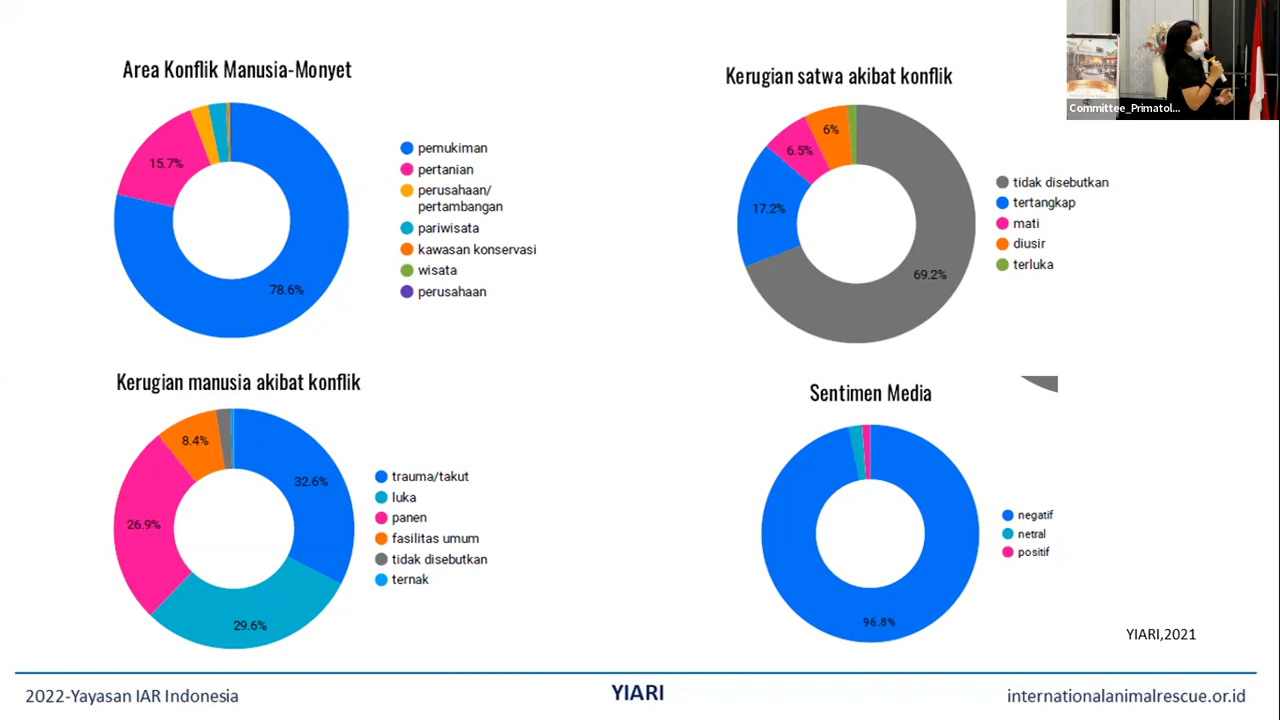 Committee_Primatol...
Area Konflik Manusia-Monyet
15.7%
78.6%
pemukiman
pertanian
perusahaan/
pertambangan
pariwisata
kawasan konservasi
wisata
perusahaan
Kerugian satwa akibat konflik
6%
6.5%
17.2%
69.2%
tidak disebutkan
tertangkap
mati
diusir
terluka
Kerugian manusia akibat konflik
8.4%
32.6%
26.9%
29.6%
trauma/takut
luka
panen
fasilitas umum
tidak disebutkan
ternak
Sentimen Media
96.8%
negatif
netral
positif
YIARI,2021
2022-Yayasan IAR Indonesia
YIARI
internationalanimalrescue.or.id